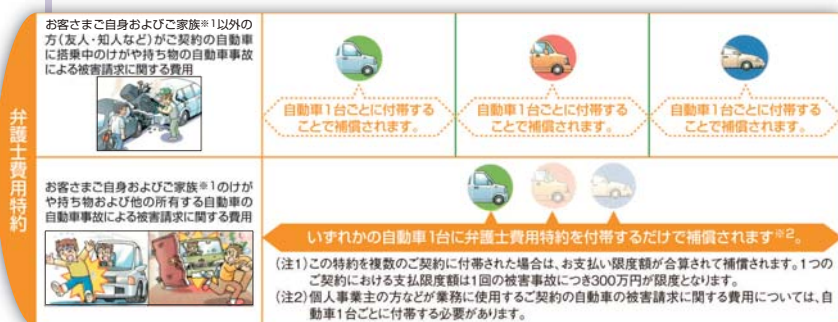 弁護士費用特約
お客さまご自身およびご家族※1以外の
方(友人・知人など)がご契約の自動車
に搭乗中のけがや持ち物の自動車事故
による被害請求に関する費用
自動車1台ごとに付帯する
ことで補償されます。
自動車1台ごとに付帯する
ことで補償されます。
自動車1台ごとに付帯する
ことで補償されます。
お客さまご自身およびご家族※1のけが
や持ち物および他の所有する自動車の
自動車事故による被害請求に関する費用
いずれかの自動車1台に弁護士費用特約を付帯するだけで補償されます※2。
(注1)この特約を複数のご契約に付帯された場合は、お支払い限度額が合算されて補償されます。1つの
ご契約における支払限度額は1回の被害事故につき300万円が限度となります。
(注2)個人事業主の方などが業務に使用するご契約の自動車の被害請求に関する費用については、自
動車1台ごとに付帯する必要があります。